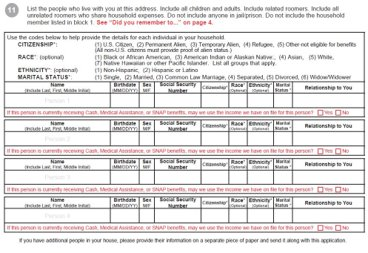 11 List the people who live with you at this address. Include all children and adults. Include related roomers. Include all
unrelated roomers who share household expenses. Do not include anyone in jail/prison. Do not include the household
member listed in block 1. See "Did you remember to..." on page 4.
Use the codes below to help provide the details for each individual in your household.
CITIZENSHIP*: (1) U.S. Citizen, (2) Permanent Alien, (3) Temporary Alien, (4) Refugee, (5) Other-not eligible for benefits
(All non-U.S. citizens must provide proof of alien status.)
RACE*: (optional) (1) Black or African American, (3) American Indian or Alaskan Native, (4) Asian, (5) White,
(7) Native Hawaiian or other Pacific Islander. List all groups that apply.
ETHNICITY*: (optional) (1) Non-Hispanic, (2) Hispanic or Latino
MARITAL STATUS*: (1) Single, (2) Married, (3) Common Law Marriage, (4) Separated, (5) Divorced, (6) Widow/Widower
Name (Include Last, First, Middle Initial) Birthdate (MM/DD/YY) Sex M/F Social Security Number Citizenship* Race* (Optional) Ethnicity* (Optional) Marital Status* Relationship to You
Person 1
If this person is currently receiving Cash, Medical Assistance, or SNAP benefits, may we use the income we have on file for this person? Yes No
Name (Include Last, First, Middle Initial) Birthdate (MM/DD/YY) Sex M/F Social Security Number Citizenship* Race* (Optional) Ethnicity* (Optional) Marital Status* Relationship to You
Person 2
If this person is currently receiving Cash, Medical Assistance, or SNAP benefits, may we use the income we have on file for this person? Yes No
Name (Include Last, First, Middle Initial) Birthdate (MM/DD/YY) Sex M/F Social Security Number Citizenship* Race* (Optional) Ethnicity* (Optional) Marital Status* Relationship to You
Person 3
If this person is currently receiving Cash, Medical Assistance, or SNAP benefits, may we use the income we have on file for this person? Yes No
Name (Include Last, First, Middle Initial) Birthdate (MM/DD/YY) Sex M/F Social Security Number Citizenship* Race* (Optional) Ethnicity* (Optional) Marital Status* Relationship to You
Person 4
If this person is currently receiving Cash, Medical Assistance, or SNAP benefits, may we use the income we have on file for this person? Yes No
If you have additional people in your house, please provide their information on a separate piece of paper and send it along with this application.